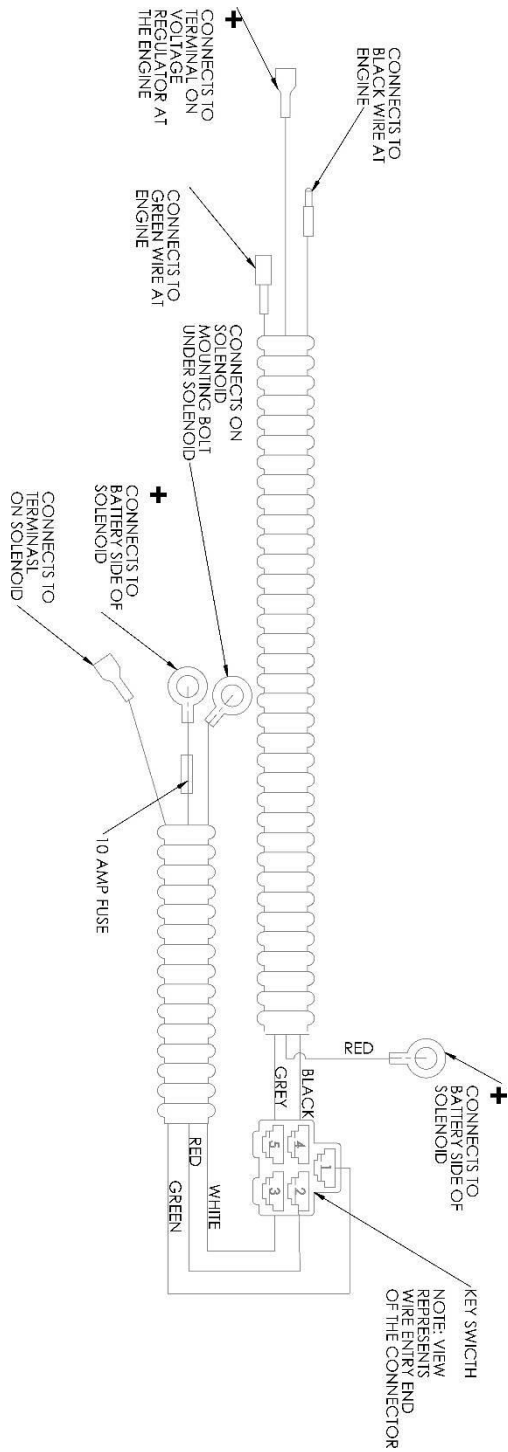 CONNECTS TO
BLACK WIRE AT
ENGINE
+
CONNECTS TO
TERMINAL ON
VOLTAGE
REGULATOR AT
THE ENGINE
CONNECTS TO
GREEN WIRE AT
ENGINE
CONNECTS ON
SOLENOID
MOUNTING BOLT
UNDER SOLENOID
+
CONNECTS TO
BATTERY SIDE OF
SOLENOID
CONNECTS TO
TERMINASL
ON SOLENOID
10 AMP FUSE
+
CONNECTS TO
BATTERY SIDE OF
SOLENOID
RED
BLACK
GREY
1
4
2
5
3
WHITE
RED
GREEN
KEY SWICTH
NOTE: VIEW
REPRESENTS
WIRE ENTRY END
OF THE CONNECTOR